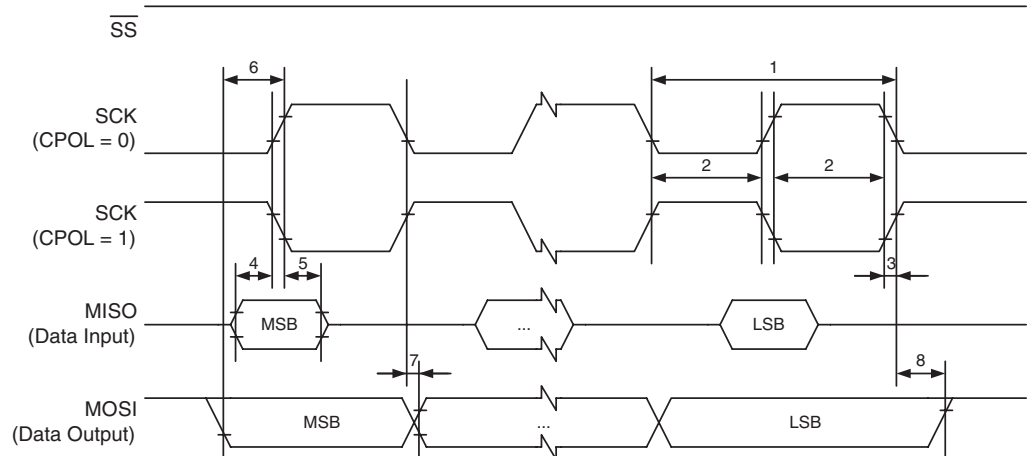 SS
6
1
SCK
(CPOL = 0)
2
2
SCK
(CPOL = 1)
4
5
3
MISO
(Data Input)
MSB
...
LSB
7
8
MOSI
(Data Output)
MSB
...
LSB